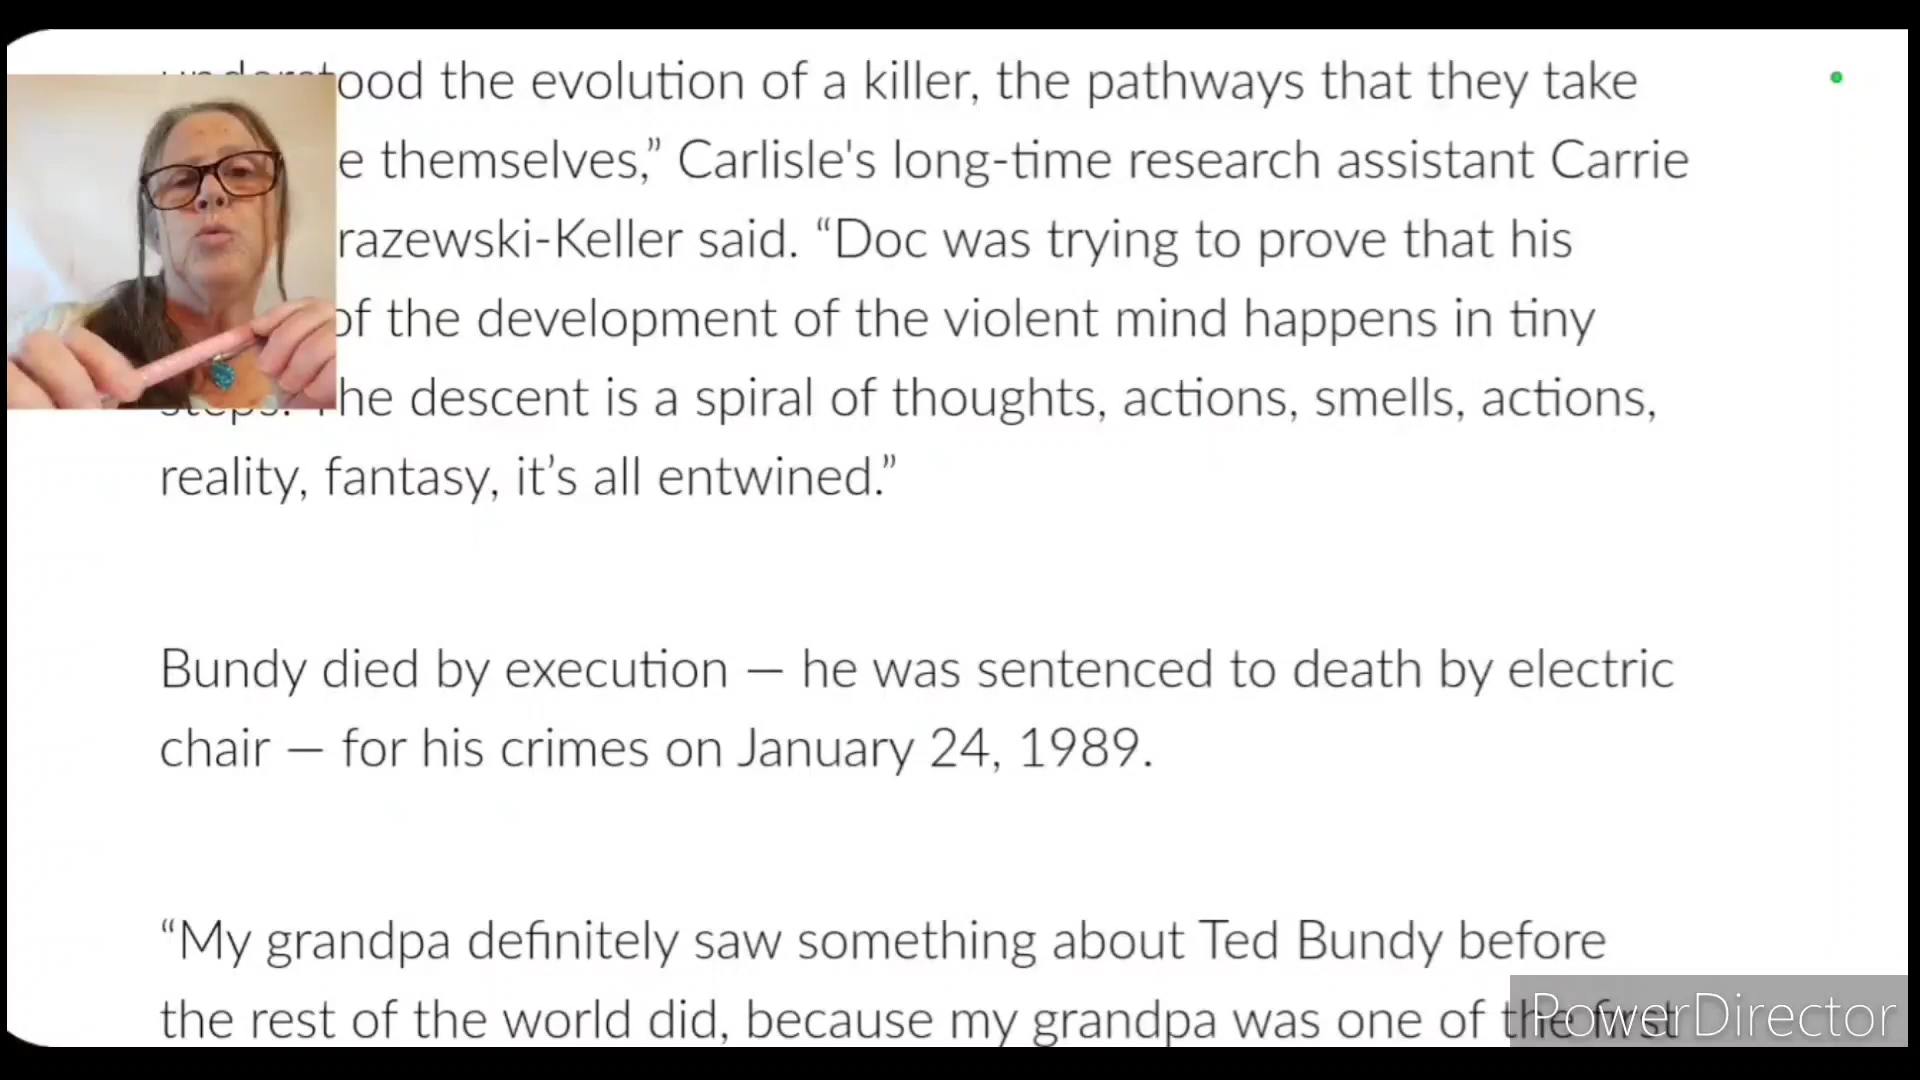 ood the evolution of a killer, the pathways that they take
e themselves,” Carlisle's long-time research assistant Carrie
razewski-Keller said. “Doc was trying to prove that his
of the development of the violent mind happens in tiny
steps. The descent is a spiral of thoughts, actions, smells, actions,
reality, fantasy, it’s all entwined.”
Bundy died by execution — he was sentenced to death by electric
chair — for his crimes on January 24, 1989.
“My grandpa definitely saw something about Ted Bundy before
the rest of the world did, because my grandpa was one of the first
PowerDirector